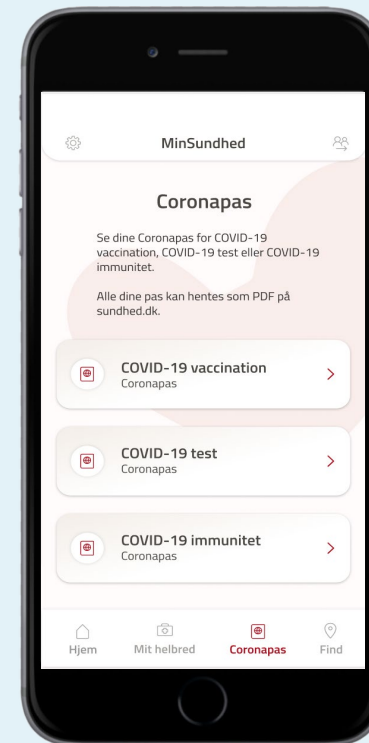 MinSundhed
Coronapas
Se dine Coronapas for COVID-19
vaccination, COVID-19 test eller COVID-19
immunitet.
Alle dine pas kan hentes som PDF på
sundhed.dk.
COVID-19 vaccination
Coronapas
COVID-19 test
Coronapas
COVID-19 immunitet
Coronapas
Hjem
Mit helbred
Coronapas
Find